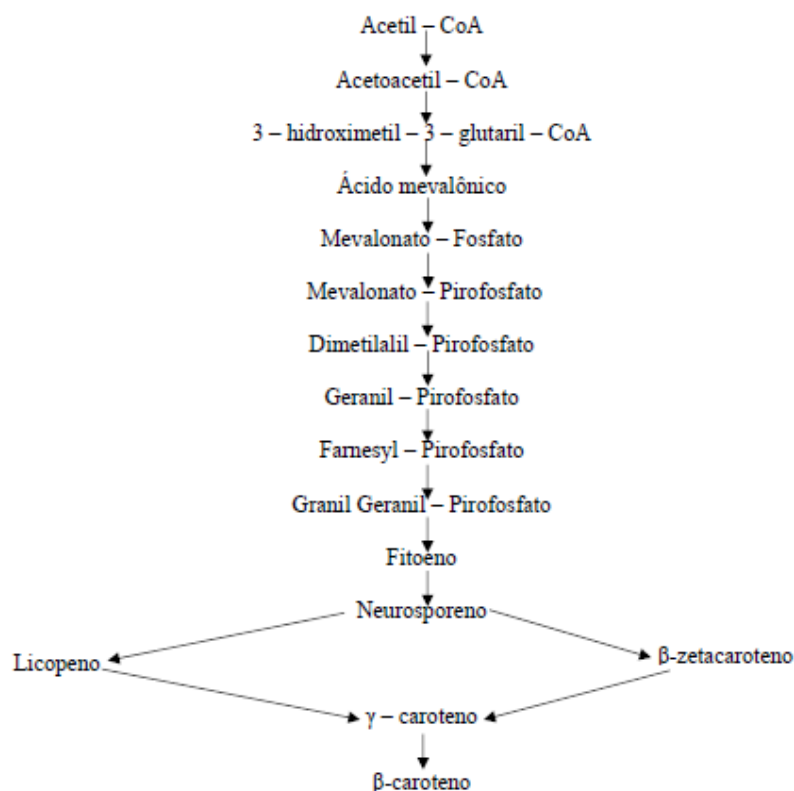 Acetil – CoA
Acetoacetil – CoA
3 – hidroximetil – 3 – glutaril – CoA
Ácido mevalônico
Mevalonato – Fosfato
Mevalonato – Pirofosfato
Dimetilalil – Pirofosfato
Geranil – Pirofosfato
Farnesyl – Pirofosfato
Granil Geranil – Pirofosfato
Fitoeno
Neurosporeno
Licopeno
β-zetacaroteno
γ – caroteno
β-caroteno